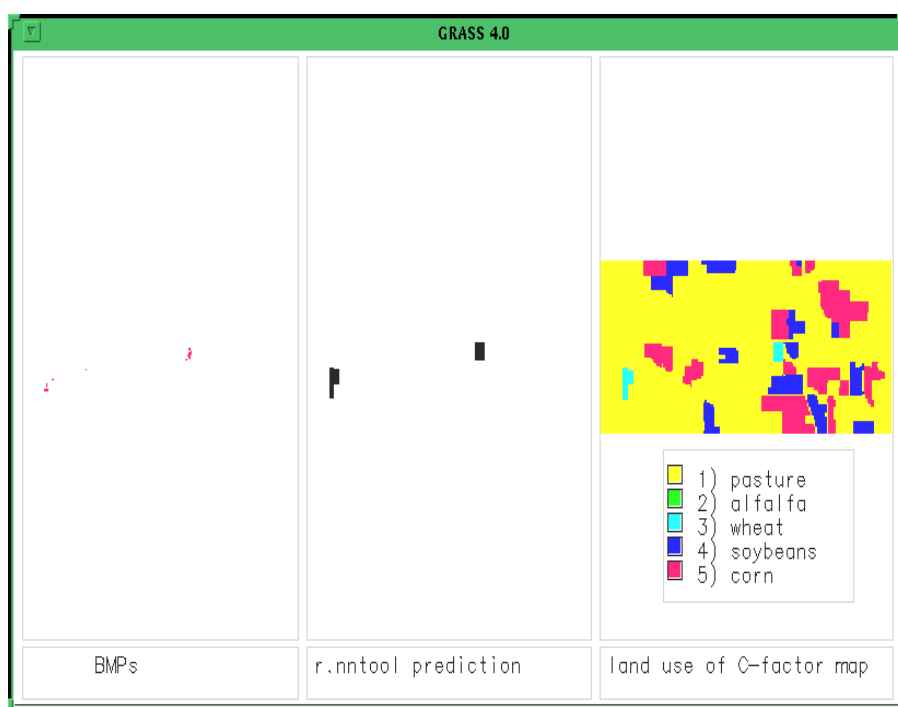 GRASS 4.0
1) pasture
2) alfalfa
3) wheat
4) soybeans
5) corn
BMPs
r.nntool prediction
land use of C-factor map